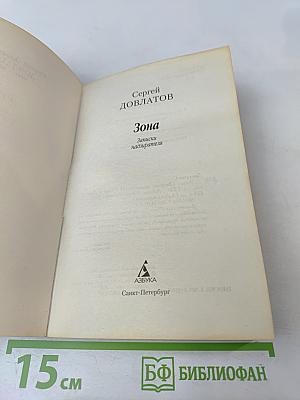 Сергей
ДОВЛАТОВ
Зона
Записки
надзирателя
АЗБУКА
Санкт-Петербург
15 см
БФ БИБЛИОФАН